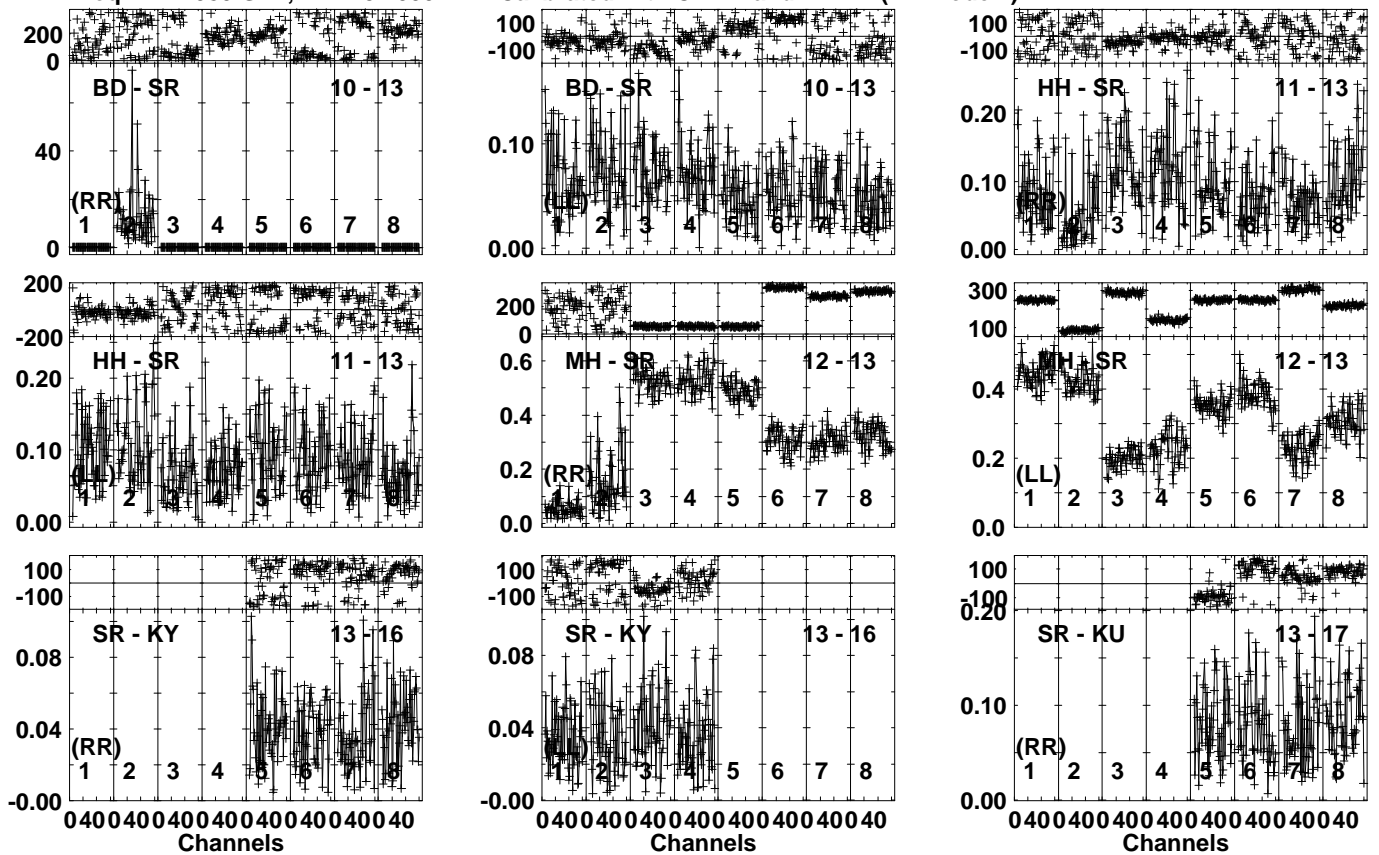 200
0
BD - SR 10 - 13
40
(RR)
1 2 3 4 5 6 7 8
0
100
-100
BD - SR 10 - 13
0.10
(LL)
1 2 3 4 5 6 7 8
0.00
100
-100
HH - SR 11 - 13
0.20
0.10
(RR)
1 2 3 4 5 6 7 8
0.00
200
0
-200
HH - SR 11 - 13
0.20
0.10
(LL)
1 2 3 4 5 6 7 8
0.00
200
0
MH - SR 12 - 13
0.6
0.4
0.2
(RR)
1 2 3 4 5 6 7 8
0.0
300
100
MH - SR 12 - 13
0.4
0.2
(LL)
1 2 3 4 5 6 7 8
0.0
100
-100
SR - KY 13 - 16
0.08
0.04
(RR)
1 2 3 4 5 6 7 8
-0.00
0 40 0 40 0 40 0 40 0 40 0 40 0 40 0 40
Channels
100
-100
SR - KY 13 - 16
0.08
0.04
(LL)
1 2 3 4 5 6 7 8
0.00
0 40 0 40 0 40 0 40 0 40 0 40 0 40 0 40
Channels
100
-100
0.20
SR - KU 13 - 17
0.10
(RR)
1 2 3 4 5 6 7 8
0.00
0 40 0 40 0 40 0 40 0 40 0 40 0 40 0 40
Channels